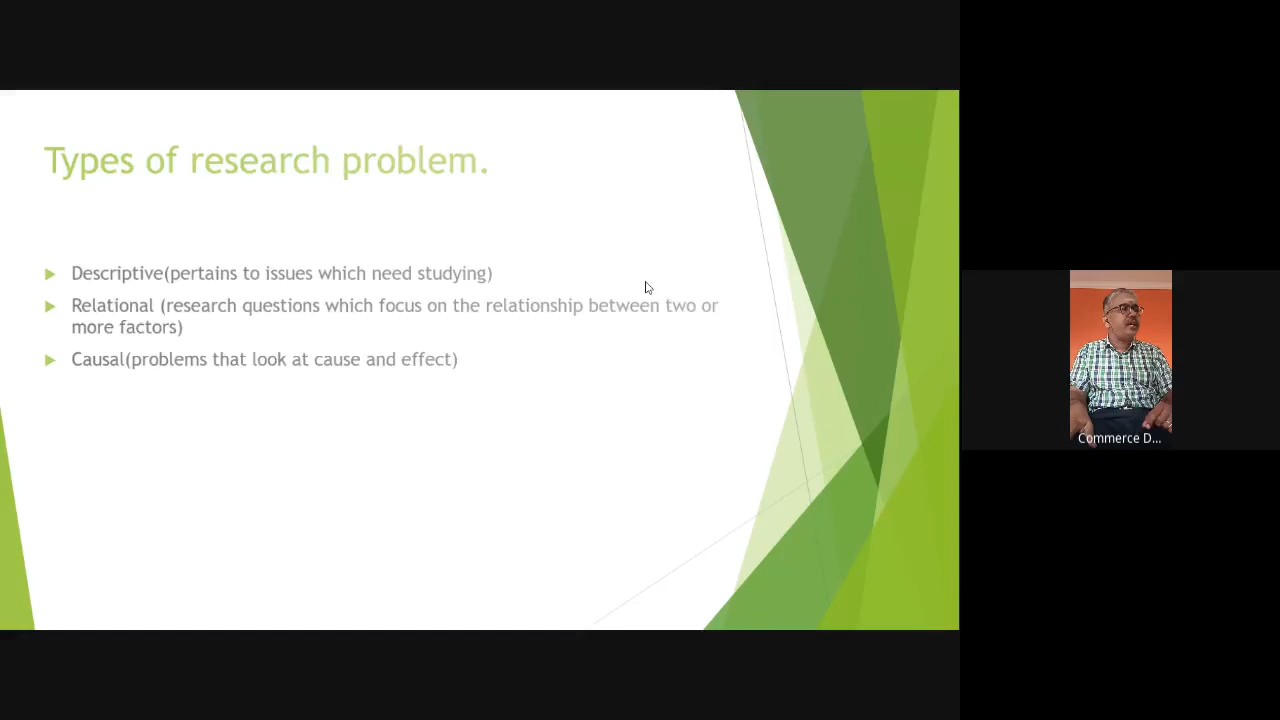 Types of research problem.
Descriptive(pertains to issues which need studying)
Relational (research questions which focus on the relationship between two or
more factors)
Causal(problems that look at cause and effect)
Commerce D...